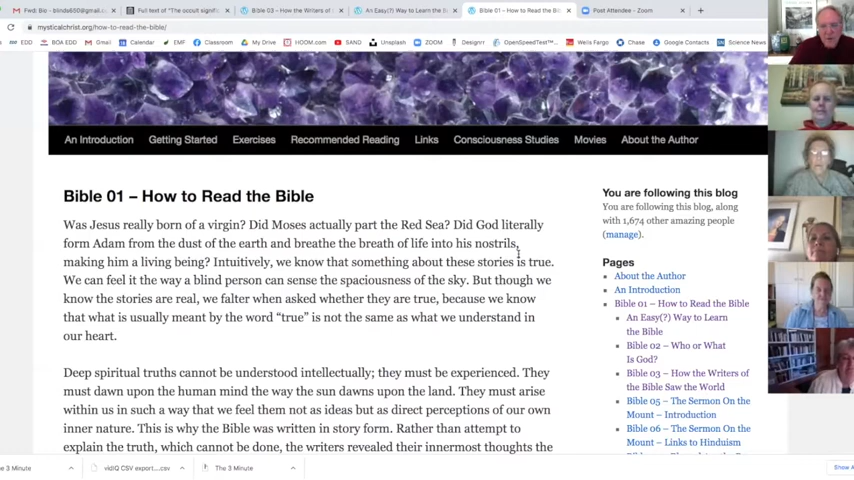 Fwd: Bio - blinds650@gmail.co
Full text of "The occult signifi
Bible 03 – How the Writers of
An Easy(?) Way to Learn the B
Bible 01 – How to Read the Bib
Post Attendee - Zoom
mysticalchrist.org/how-to-read-the-bible/
EDD
BOA EDD
Gmail
Calendar
EMF
Google
Facebook
My Drive
HOOM.com
SAND
Unsplash
ZOOM
Designrr
OpenSpeedTest™...
Wells Fargo
Chase
Google Contacts
Science News
An Introduction
Getting Started
Exercises
Recommended Reading
Links
Consciousness Studies
Movies
About the Author
Bible 01 – How to Read the Bible
Was Jesus really born of a virgin? Did Moses actually part the Red Sea? Did God literally
form Adam from the dust of the earth and breathe the breath of life into his nostrils,
making him a living being? Intuitively, we know that something about these stories is true.
We can feel it the way a blind person can sense the spaciousness of the sky. But though we
know the stories are real, we falter when asked whether they are true, because we know
that what is usually meant by the word “true” is not the same as what we understand in
our heart.
Deep spiritual truths cannot be understood intellectually; they must be experienced. They
must dawn upon the human mind the way the sun dawns upon the land. They must arise
within us in such a way that we feel them not as ideas but as direct perceptions of our own
inner nature. This is why the Bible was written in story form. Rather than attempt to
explain the truth, which cannot be done, the writers revealed their innermost thoughts the
You are following this blog
You are following this blog, along
with 1,674 other amazing people
(manage).
Pages
About the Author
An Introduction
Bible 01 – How to Read the Bible
An Easy(?) Way to Learn
the Bible
Bible 02 – Who or What
Is God?
Bible 03 – How the Writers of
the Bible Saw the World
Bible 05 – The Sermon On the
Mount – Introduction
Bible 06 – The Sermon On the
Mount – Links to Hinduism
The 3 Minute
vidIQ CSV export....csv
The 3 Minute
Show A